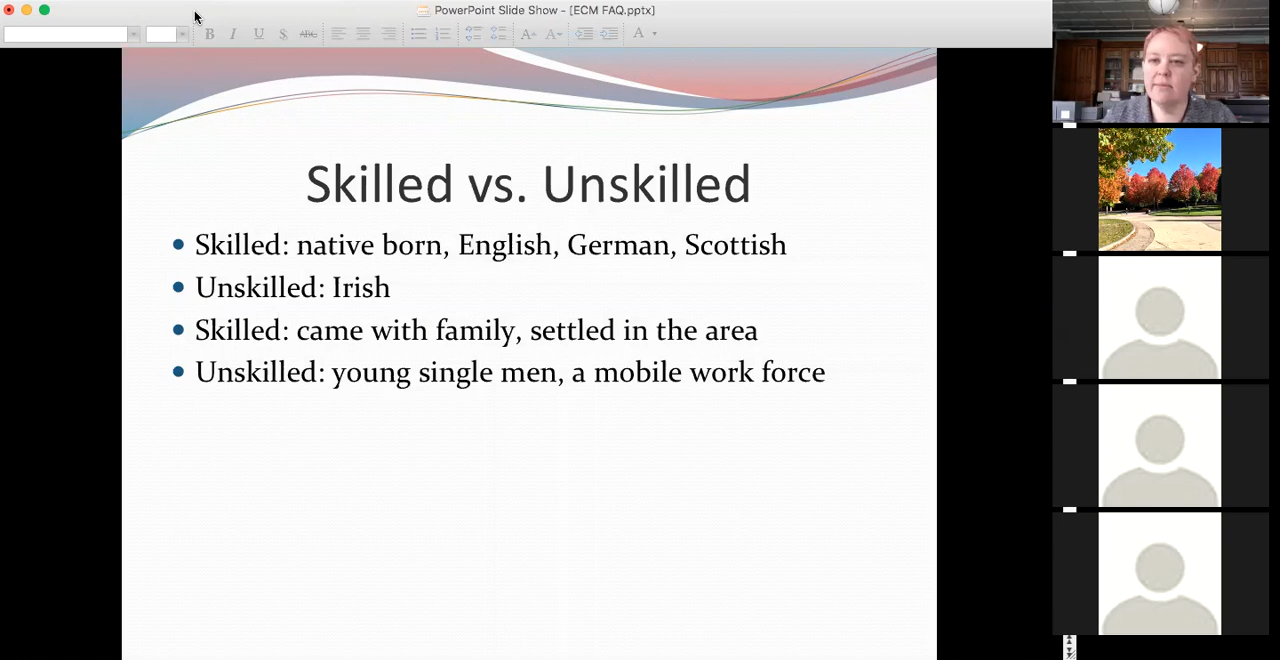 PowerPoint Slide Show - [ECM FAQ.pptx]
B I U S ABC A A A
Skilled vs. Unskilled
• Skilled: native born, English, German, Scottish
• Unskilled: Irish
• Skilled: came with family, settled in the area
• Unskilled: young single men, a mobile work force